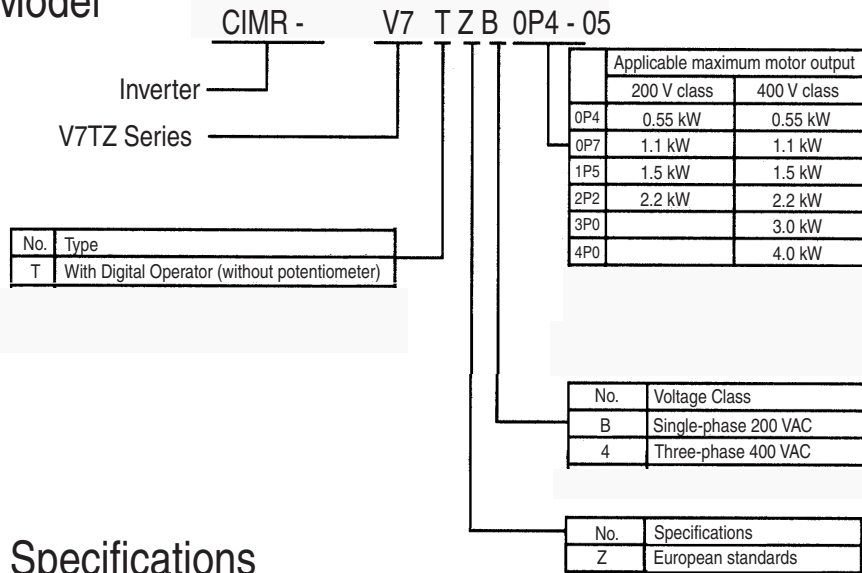 Model
CIMR - V7 T Z B 0P4 - 05
Inverter
V7TZ Series
Applicable maximum motor output
200 V class 400 V class
0P4 0.55 kW 0.55 kW
0P7 1.1 kW 1.1 kW
1P5 1.5 kW 1.5 kW
2P2 2.2 kW 2.2 kW
3P0 3.0 kW
4P0 4.0 kW
No. Type
T With Digital Operator (without potentiometer)
No. Voltage Class
B Single-phase 200 VAC
4 Three-phase 400 VAC
No. Specifications
Z European standards
Specifications